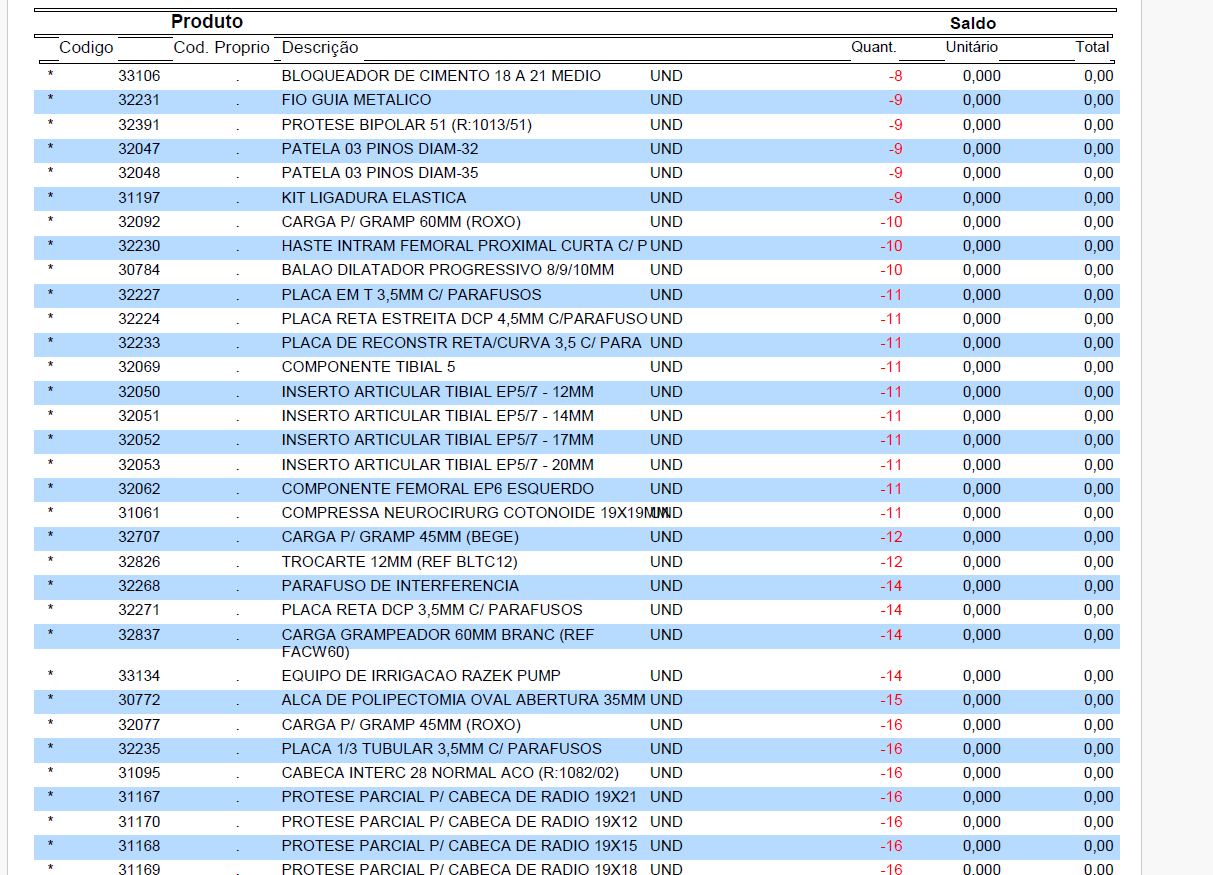 Produto Saldo
Codigo Cod. Proprio Descrição Quant. Unitário Total
* 33106 . BLOQUEADOR DE CIMENTO 18 A 21 MEDIO UND -8 0,000 0,00
* 32231 . FIO GUIA METALICO UND -9 0,000 0,00
* 32391 . PROTESE BIPOLAR 51 (R:1013/51) UND -9 0,000 0,00
* 32047 . PATELA 03 PINOS DIAM-32 UND -9 0,000 0,00
* 32048 . PATELA 03 PINOS DIAM-35 UND -9 0,000 0,00
* 31197 . KIT LIGADURA ELASTICA UND -9 0,000 0,00
* 32092 . CARGA P/ GRAMP 60MM (ROXO) UND -10 0,000 0,00
* 32230 . HASTE INTRAM FEMORAL PROXIMAL CURTA C/ P UND -10 0,000 0,00
* 30784 . BALAO DILATADOR PROGRESSIVO 8/9/10MM UND -10 0,000 0,00
* 32227 . PLACA EM T 3,5MM C/ PARAFUSOS UND -11 0,000 0,00
* 32224 . PLACA RETA ESTREITA DCP 4,5MM C/PARAFUSO UND -11 0,000 0,00
* 32233 . PLACA DE RECONSTR RETA/CURVA 3,5 C/ PARA UND -11 0,000 0,00
* 32069 . COMPONENTE TIBIAL 5 UND -11 0,000 0,00
* 32050 . INSERTO ARTICULAR TIBIAL EP5/7 - 12MM UND -11 0,000 0,00
* 32051 . INSERTO ARTICULAR TIBIAL EP5/7 - 14MM UND -11 0,000 0,00
* 32052 . INSERTO ARTICULAR TIBIAL EP5/7 - 17MM UND -11 0,000 0,00
* 32053 . INSERTO ARTICULAR TIBIAL EP5/7 - 20MM UND -11 0,000 0,00
* 32062 . COMPONENTE FEMORAL EP6 ESQUERDO UND -11 0,000 0,00
* 31061 . COMPRESSA NEUROCIRURG COTONOIDE 19X19MM UND -11 0,000 0,00
* 32707 . CARGA P/ GRAMP 45MM (BEGE) UND -12 0,000 0,00
* 32826 . TROCARTE 12MM (REF BLTC12) UND -12 0,000 0,00
* 32268 . PARAFUSO DE INTERFERENCIA UND -14 0,000 0,00
* 32271 . PLACA RETA DCP 3,5MM C/ PARAFUSOS UND -14 0,000 0,00
* 32837 . CARGA GRAMPEADOR 60MM BRANC (REF UND -14 0,000 0,00
FACW60)
* 33134 . EQUIPO DE IRRIGACAO RAZEK PUMP UND -14 0,000 0,00
* 30772 . ALCA DE POLIPECTOMIA OVAL ABERTURA 35MM UND -15 0,000 0,00
* 32077 . CARGA P/ GRAMP 45MM (ROXO) UND -16 0,000 0,00
* 32235 . PLACA 1/3 TUBULAR 3,5MM C/ PARAFUSOS UND -16 0,000 0,00
* 31095 . CABECA INTERC 28 NORMAL ACO (R:1082/02) UND -16 0,000 0,00
* 31167 . PROTESE PARCIAL P/ CABECA DE RADIO 19X21 UND -16 0,000 0,00
* 31170 . PROTESE PARCIAL P/ CABECA DE RADIO 19X12 UND -16 0,000 0,00
* 31168 . PROTESE PARCIAL P/ CABECA DE RADIO 19X15 UND -16 0,000 0,00
* 31169 . PROTESE PARCIAL P/ CABECA DE RADIO 19X18 UND -16 0,000 0,00